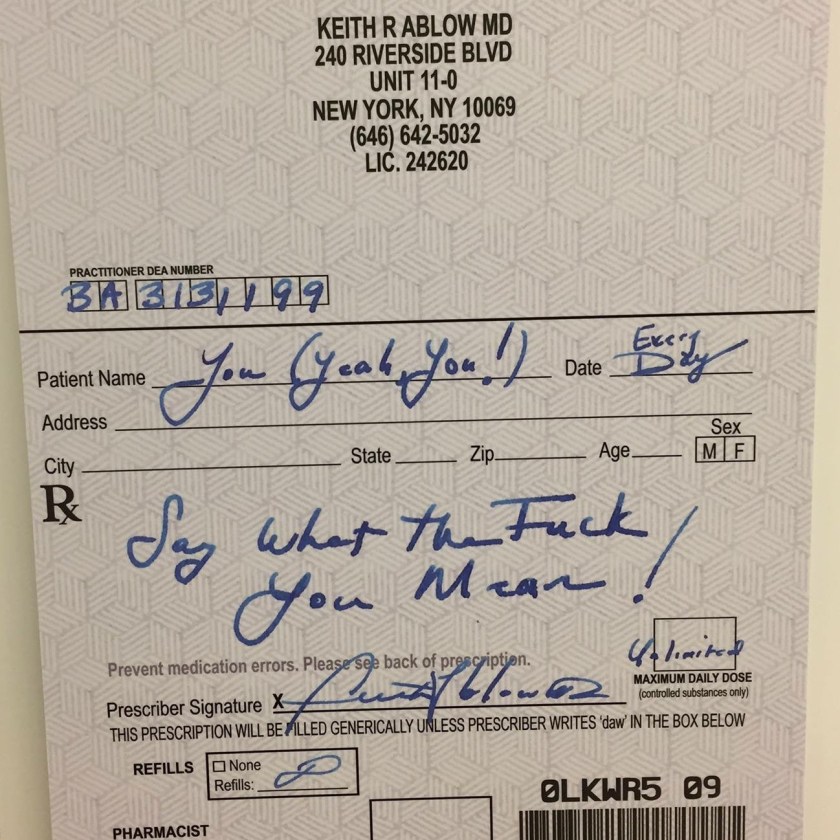 KEITH R ABLOW MD
240 RIVERSIDE BLVD
UNIT 11-0
NEW YORK, NY 10069
(646) 642-5032
LIC. 242620
PRACTITIONER DEA NUMBER
BA 3131199
Patient Name You (yeah, you!) Date Every Day
Address
City State Zip Age Sex M F
Rx
Say What the Fuck
You Mean!
Prevent medication errors. Please see back of prescription.
Unlimited
MAXIMUM DAILY DOSE
(controlled substances only)
Prescriber Signature X
THIS PRESCRIPTION WILL BE FILLED GENERICALLY UNLESS PRESCRIBER WRITES 'daw' IN THE BOX BELOW
REFILLS None
Refills: ∞
0LKWR5 09
PHARMACIST